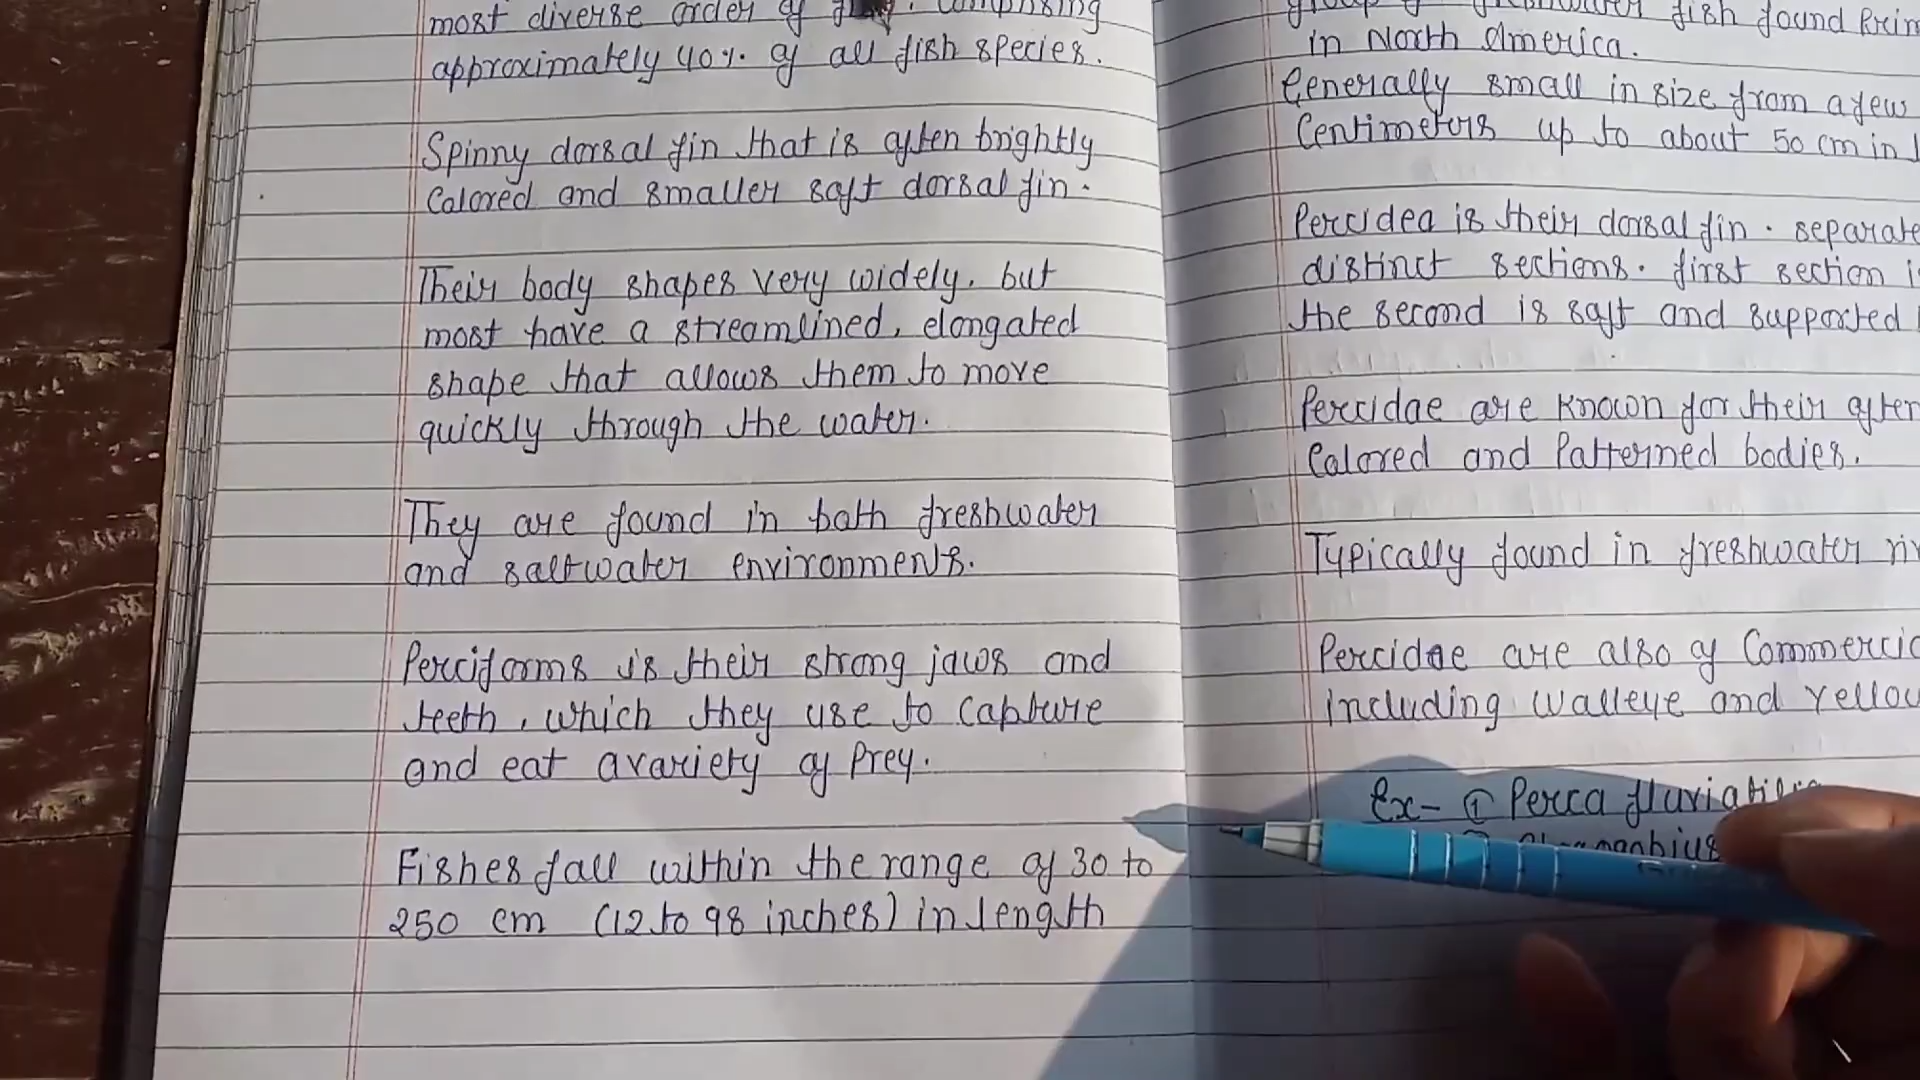 most diverse order of comprising
approximately 40% of all fish species.
Spinny dorsal fin that is often brightly
Colored and smaller soft dorsal fin.
Their body shapes very widely, but
most have a streamlined, elongated
shape that allows them to move
quickly through the water.
They are found in both freshwater
and saltwater environments.
Perciforms is their strong jaws and
teeth, which they use to capture
and eat avariety of Prey.
Fishes fall within the range of 30 to
250 cm (12 to 98 inches) in length
group of freshwater fish found
in North America.
Generally small in size from a few
Centimeters up to about 50 cm in
Percidea is their dorsal fin. separate
distinct sections. first section is
the second is soft and supported
Percidae are known for their often
Colored and Patterned bodies.
Typically found in freshwater
Percidae are also of
including walleye and
Ex- ① Perca fluviatilis